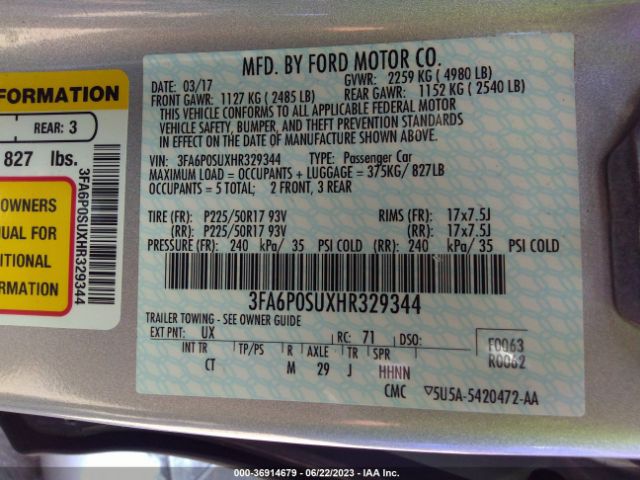 FORMATION
REAR: 3
827 lbs.
OWNERS
UAL FOR
ITIONAL
FORMATION
3FA6P0SUXHR329344
MFD. BY FORD MOTOR CO.
DATE: 03/17 GVWR: 2259 KG ( 4980 LB)
FRONT GAWR: 1127 KG ( 2485 LB) REAR GAWR: 1152 KG ( 2540 LB)
THIS VEHICLE CONFORMS TO ALL APPLICABLE FEDERAL MOTOR
VEHICLE SAFETY, BUMPER, AND THEFT PREVENTION STANDARDS
IN EFFECT ON THE DATE OF MANUFACTURE SHOWN ABOVE.
VIN: 3FA6P0SUXHR329344 TYPE: Passenger Car
MAXIMUM LOAD = OCCUPANTS + LUGGAGE = 375KG/ 827LB
OCCUPANTS = 5 TOTAL; 2 FRONT, 3 REAR
TIRE (FR): P225/50R17 93V RIMS (FR): 17x7.5J
(RR): P225/50R17 93V (RR): 17x7.5J
PRESSURE (FR): 240 kPa/ 35 PSI COLD (RR): 240 kPa/ 35 PSI COLD
3FA6P0SUXHR329344
TRAILER TOWING - SEE OWNER GUIDE
EXT PNT: UX RC: 71 DSO:
INT TR TP/PS R AXLE TR SPR
CT M 29 J HHNN
F0063
R0062
CMC ▽5U5A-5420472-AA
000-36914679 - 06/22/2023 - IAA Inc.